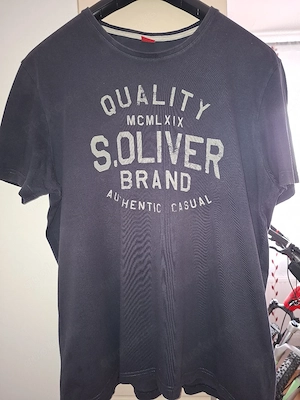 QUALITY
MCMLXIX
S.OLIVER
BRAND
AUTHENTIC CASUAL